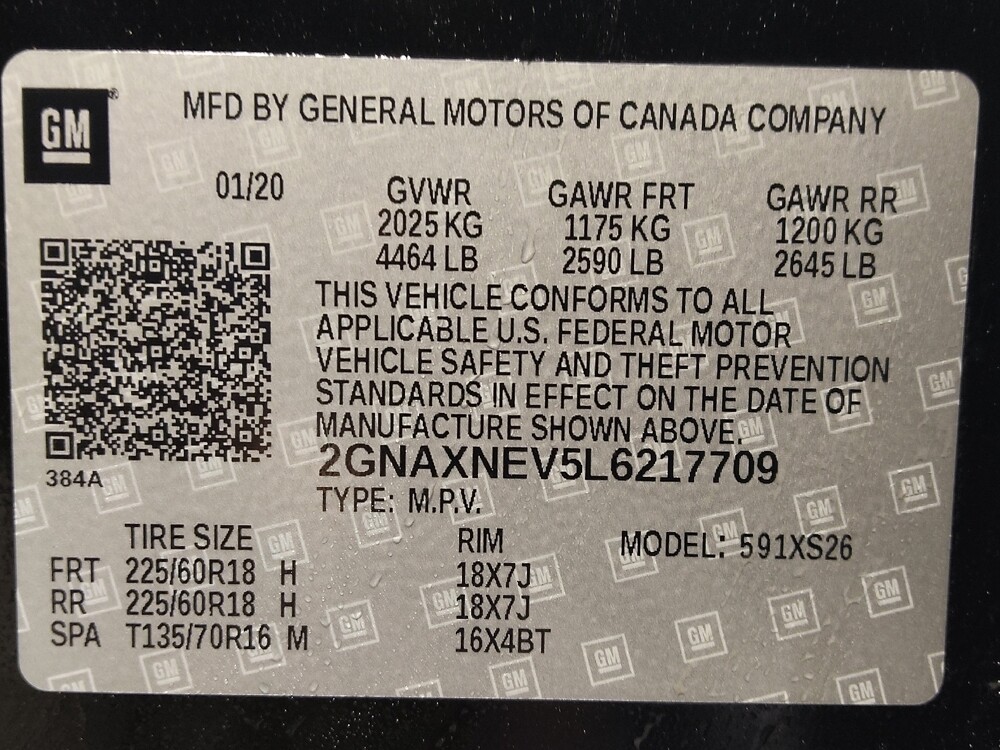 GM®
MFD BY GENERAL MOTORS OF CANADA COMPANY
01/20 GVWR GAWR FRT GAWR RR
2025 KG 1175 KG 1200 KG
4464 LB 2590 LB 2645 LB
THIS VEHICLE CONFORMS TO ALL
APPLICABLE U.S. FEDERAL MOTOR
VEHICLE SAFETY AND THEFT PREVENTION
STANDARDS IN EFFECT ON THE DATE OF
MANUFACTURE SHOWN ABOVE.
2GNAXNEV5L6217709
384A
TYPE: M.P.V.
TIRE SIZE RIM MODEL: 591XS26
FRT 225/60R18 H 18X7J
RR 225/60R18 H 18X7J
SPA T135/70R16 M 16X4BT